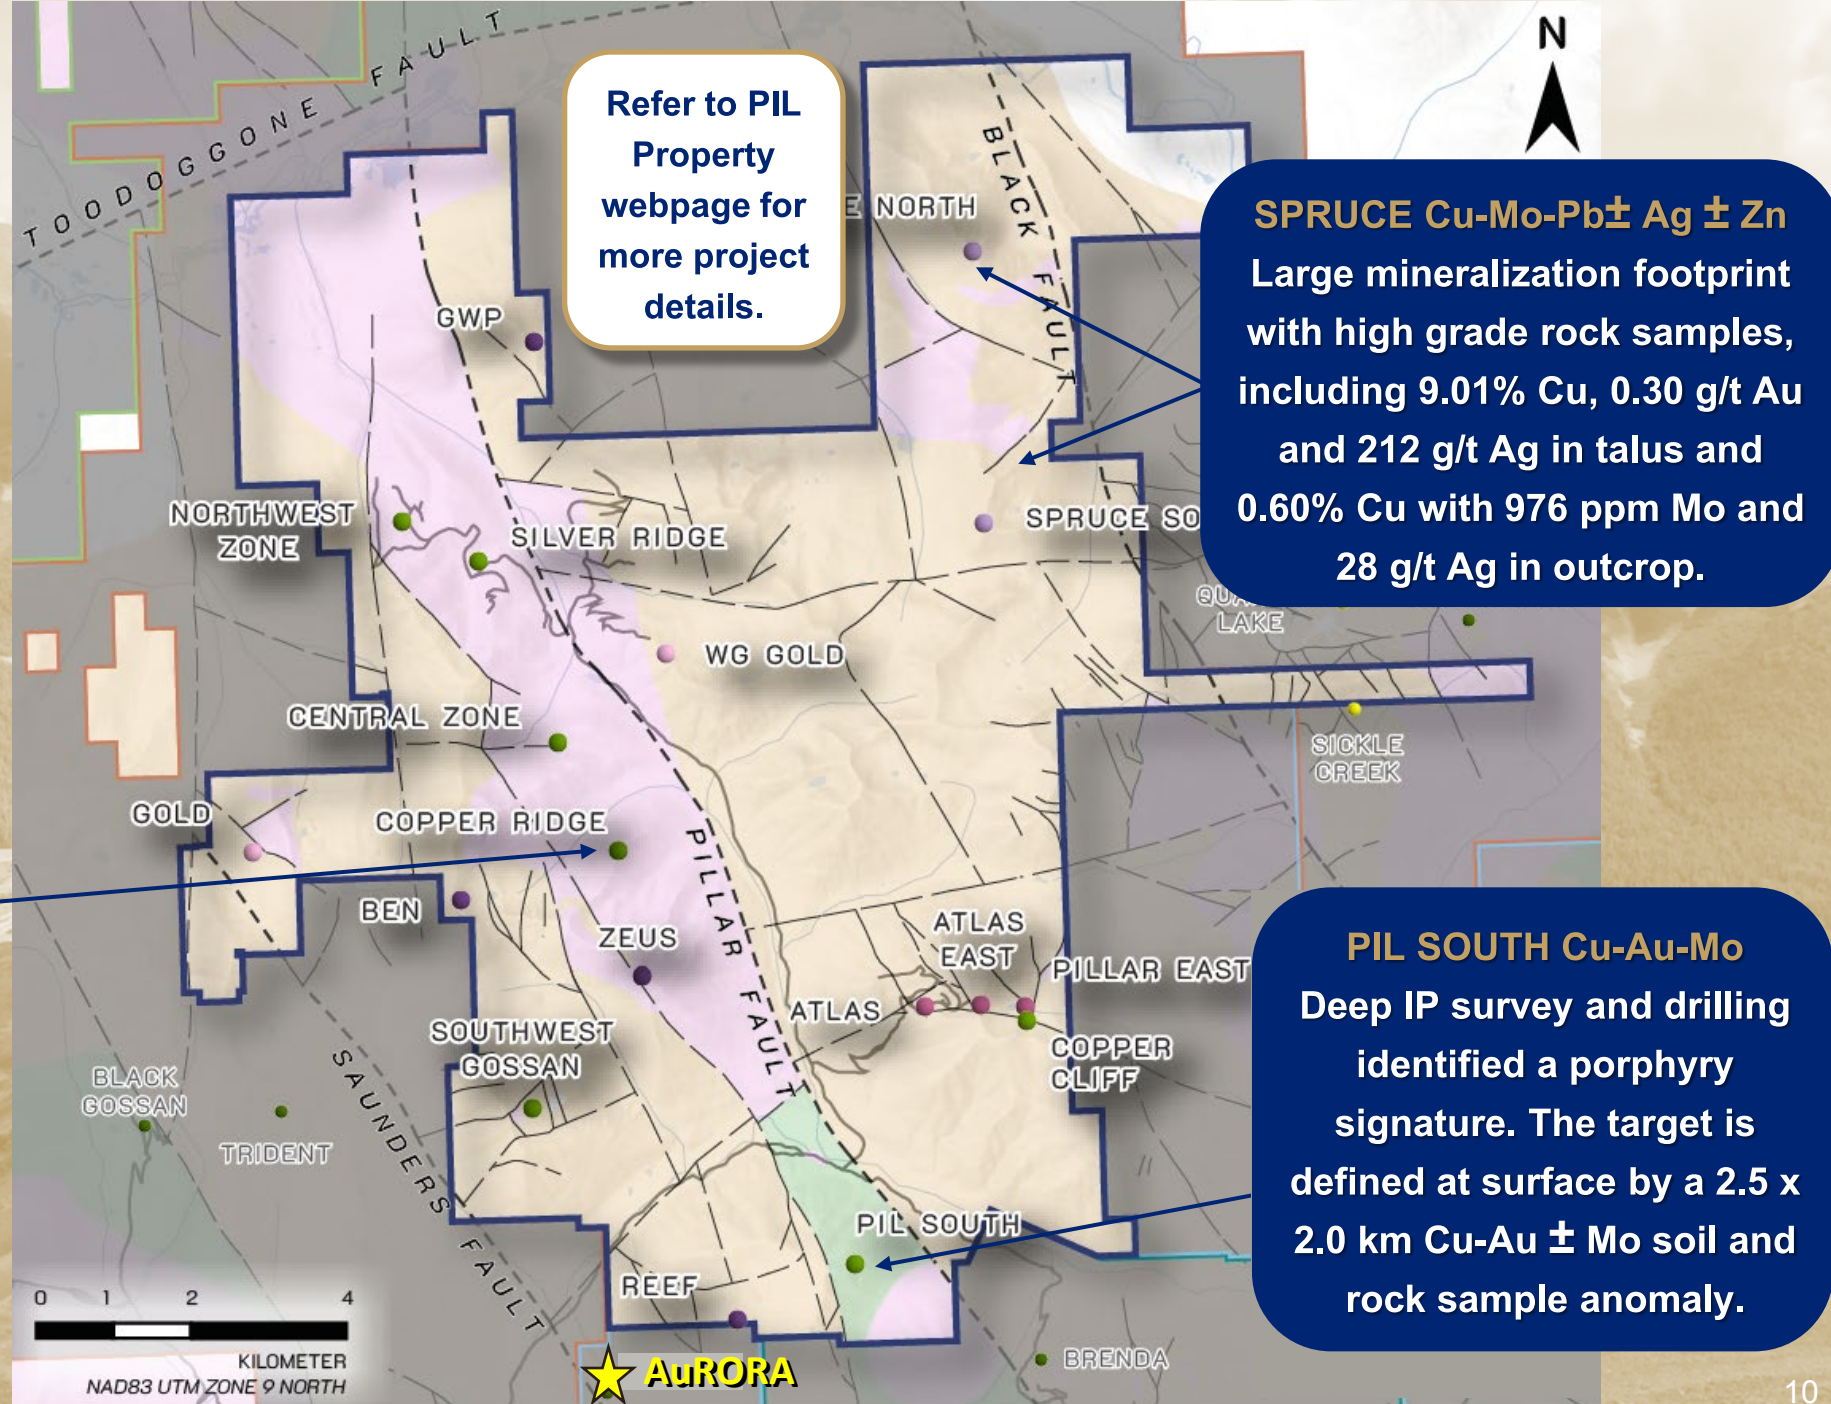 TOODOGGONE FAULT
N
Refer to PIL
Property
webpage for
more project
details.
NORTH
BLACK FAULT
SPRUCE Cu-Mo-Pb± Ag ± Zn
Large mineralization footprint
with high grade rock samples,
including 9.01% Cu, 0.30 g/t Au
and 212 g/t Ag in talus and
0.60% Cu with 976 ppm Mo and
28 g/t Ag in outcrop.
GWP
NORTHWEST
ZONE
SILVER RIDGE
SPRUCE SO
LAKE
WG GOLD
CENTRAL ZONE
SICKLE
CREEK
GOLD
COPPER RIDGE
PILLAR FAULT
BEN
ZEUS
ATLAS
EAST
PILLAR EAST
ATLAS
COPPER
CLIFF
SOUTHWEST
GOSSAN
BLACK
GOSSAN
TRIDENT
SAUNDERS FAULT
PIL SOUTH Cu-Au-Mo
Deep IP survey and drilling
identified a porphyry
signature. The target is
defined at surface by a 2.5 x
2.0 km Cu-Au ± Mo soil and
rock sample anomaly.
PIL SOUTH
REEF
0 1 2 4
KILOMETER
NAD83 UTM ZONE 9 NORTH
AuRORA
BRENDA
10